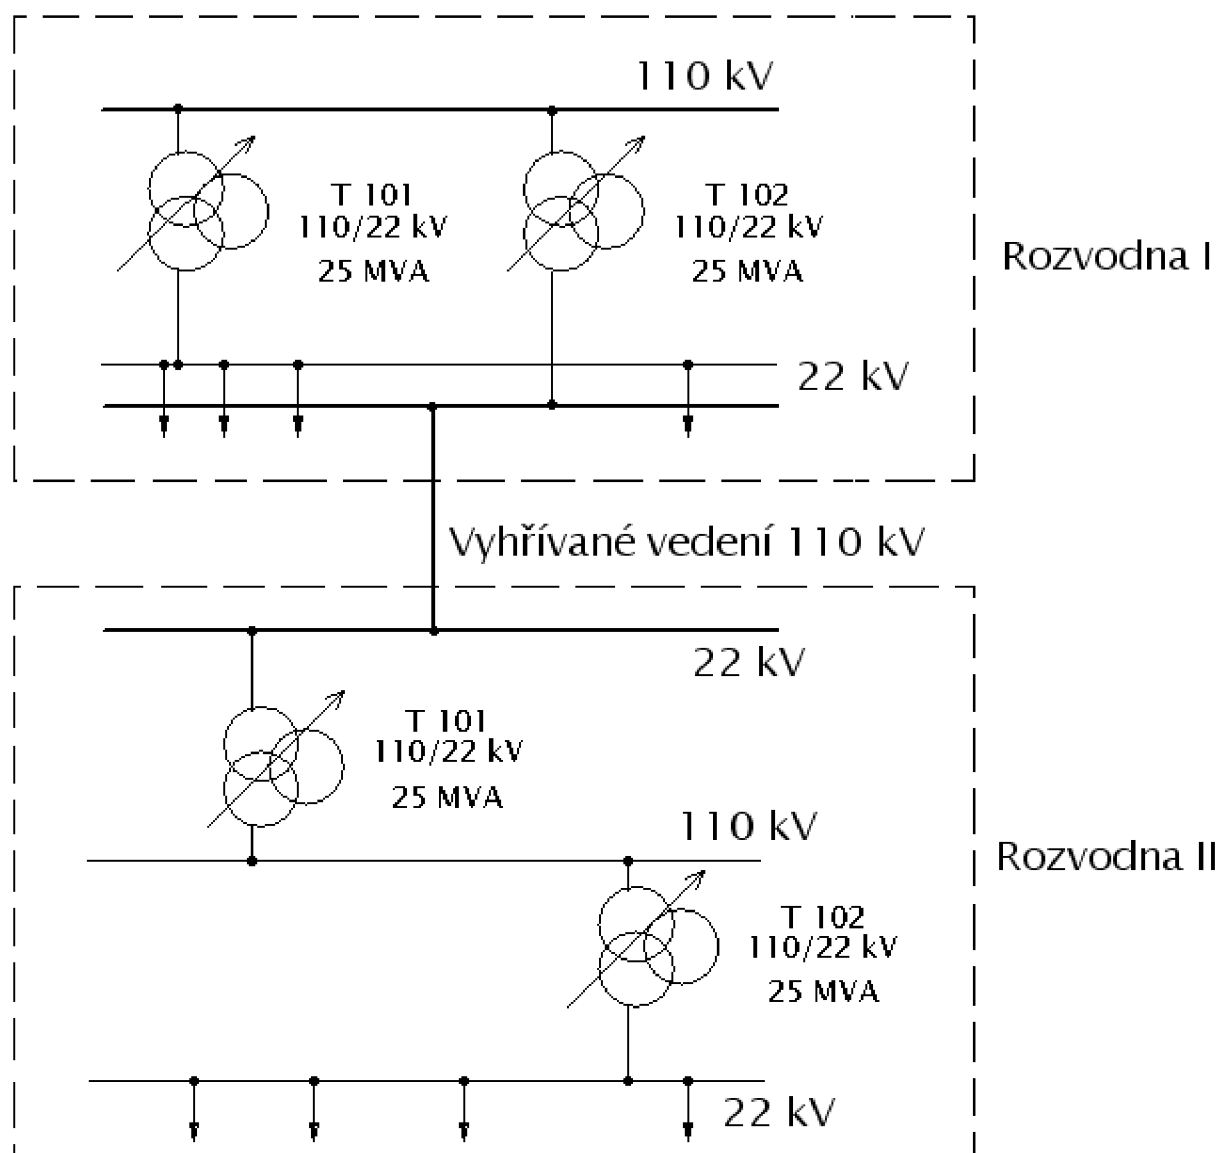 110 kV
T 101
110/22 kV
25 MVA
T 102
110/22 kV
25 MVA
Rozvodna I
22 kV
Vyhřívané vedení 110 kV
22 kV
T 101
110/22 kV
25 MVA
110 kV
Rozvodna II
T 102
110/22 kV
25 MVA
22 kV